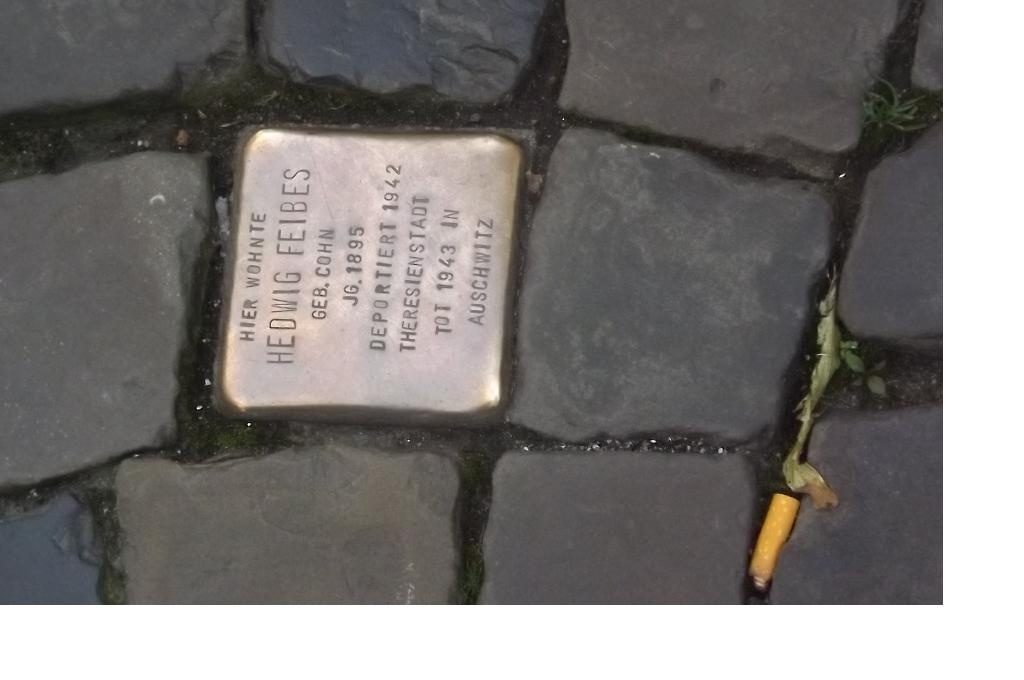 HIER WOHNTE
HEDWIG FEIBES
GEB. COHN
JG. 1895
DEPORTIERT 1942
THERESIENSTADT
TOT 1943 IN
AUSCHWITZ